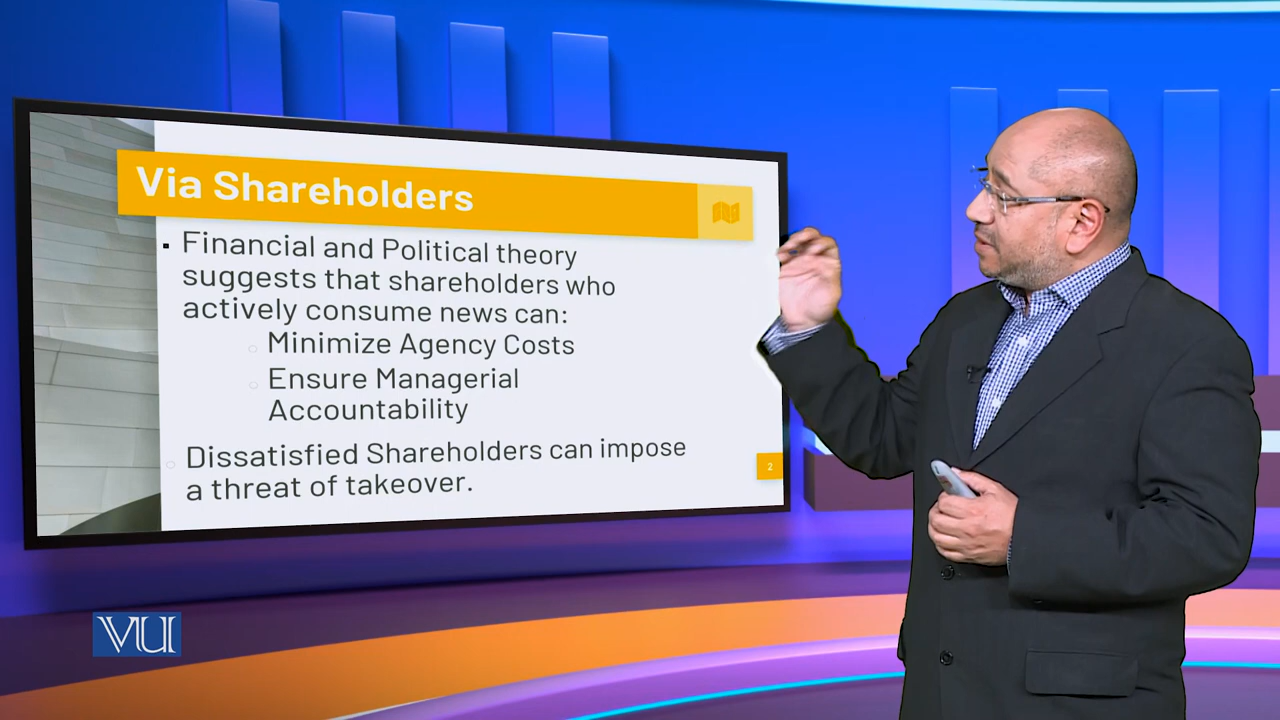 Via Shareholders
▪ Financial and Political theory
suggests that shareholders who
actively consume news can:
○ Minimize Agency Costs
○ Ensure Managerial
Accountability
○ Dissatisfied Shareholders can impose
a threat of takeover.
2
VU